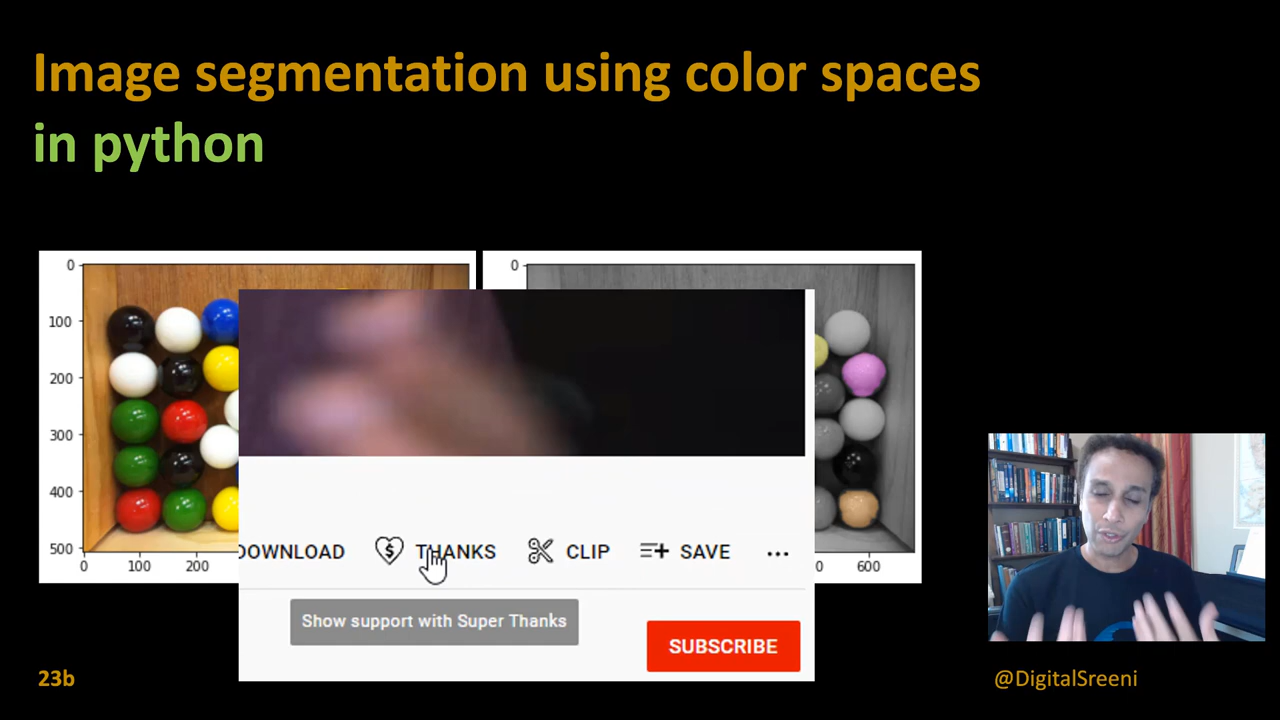 Image segmentation using color spaces
in python
0
100
200
300
400
500
0
100
200
0
600
DOWNLOAD
THANKS
CLIP
SAVE
...
Show support with Super Thanks
SUBSCRIBE
23b
@DigitalSreeni